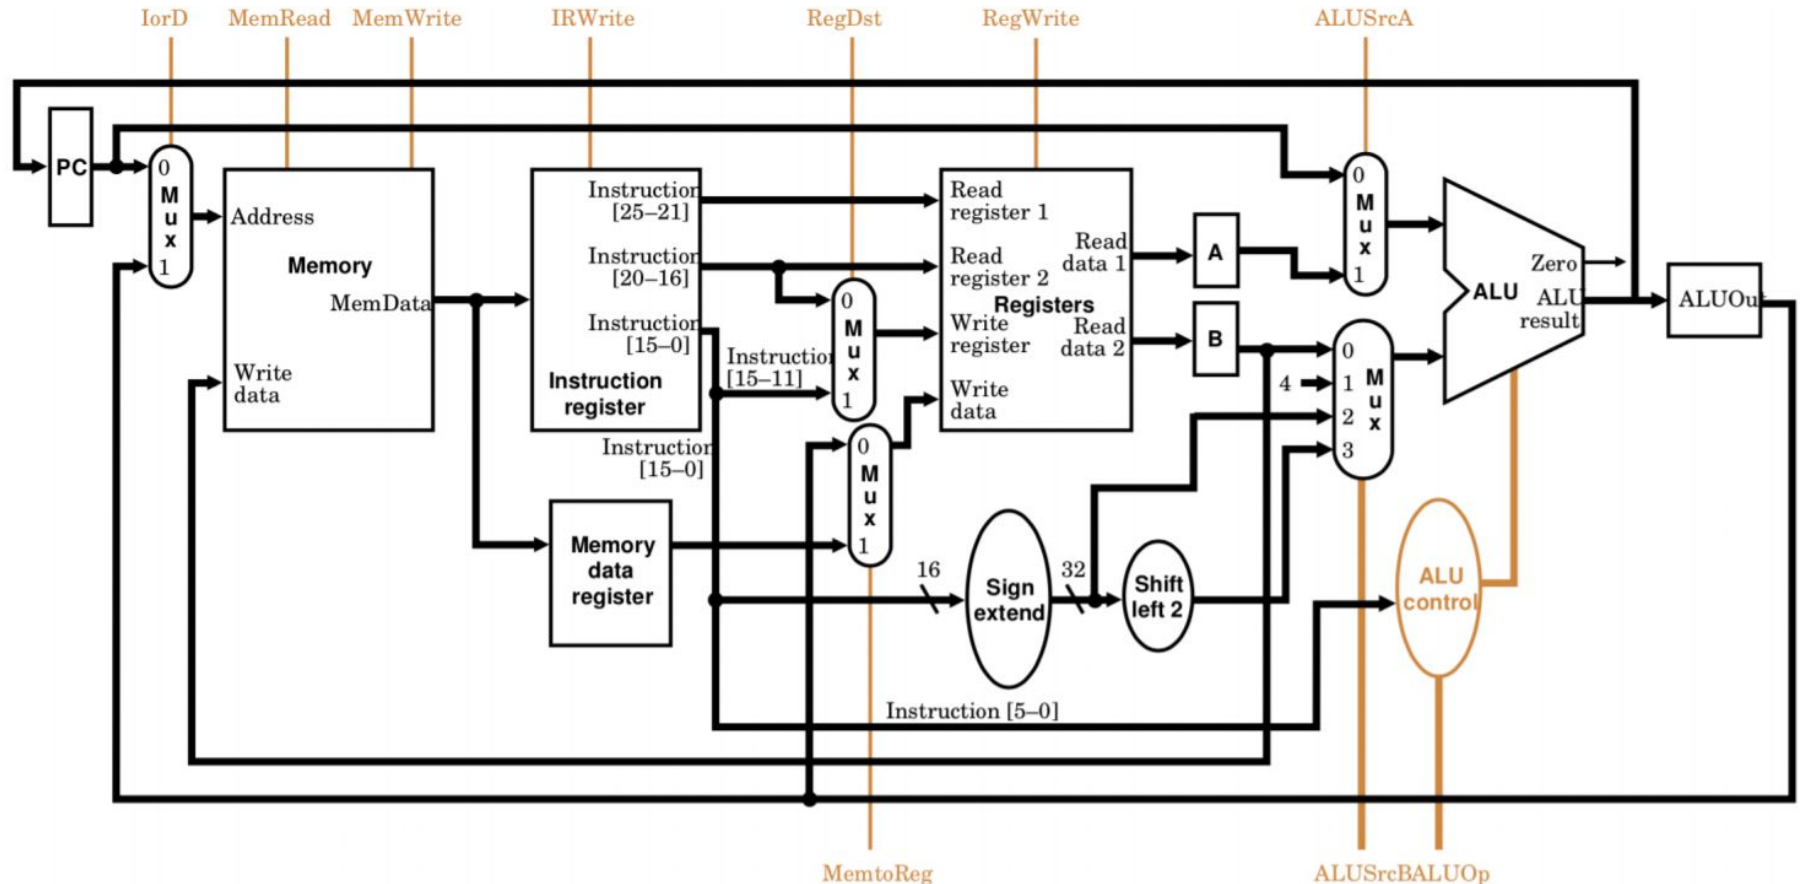 IorD
MemRead
MemWrite
IRWrite
RegDst
RegWrite
ALUSrcA
PC
0
M
u
x
1
Address
Memory
MemData
Write
data
Instruction
[25–21]
Instruction
[20–16]
Instruction
[15–0]
Instruction
register
Instruction
[15–11]
Instruction
[15–0]
0
M
u
x
1
0
M
u
x
1
Memory
data
register
Read
register 1
Read
register 2
Registers
Write
register
Write
data
Read
data 1
Read
data 2
A
B
4
0
M
u
x
1
0
1
2
3
M
u
x
ALU
Zero
ALU
result
ALUOut
16
Sign
extend
32
Shift
left 2
ALU
control
Instruction [5–0]
MemtoReg
ALUSrcB
ALUOp